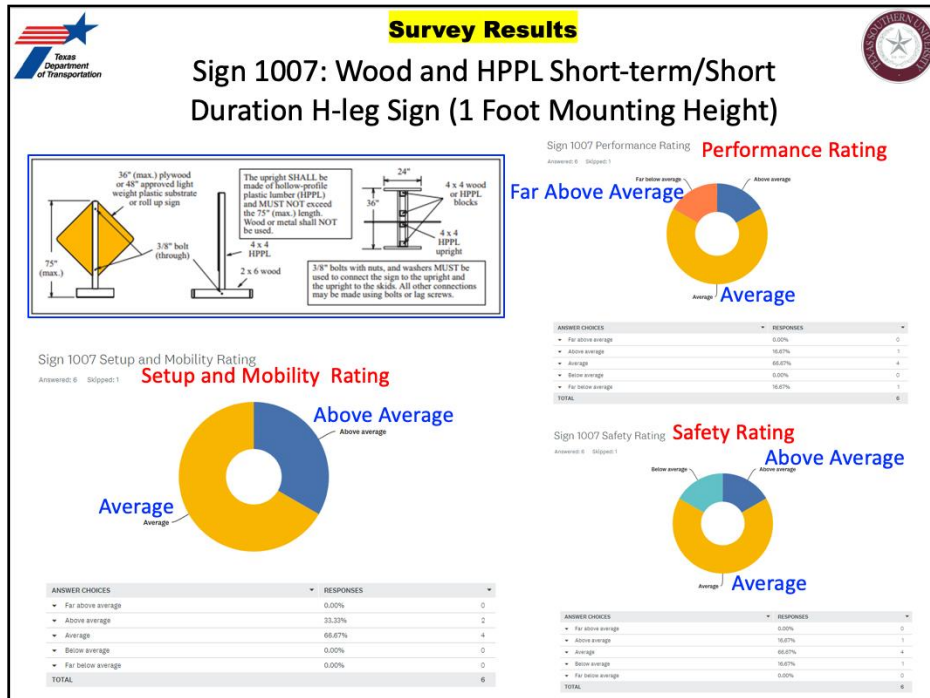 Survey Results
Texas
Department
of Transportation
TEXAS SOUTHERN UNIVERSITY
Sign 1007: Wood and HPPL Short-term/Short
Duration H-leg Sign (1 Foot Mounting Height)
36" (max.) plywood
or 48" approved light
weight plastic substrate
or roll up sign
75"
(max.)
3/8" bolt
(through)
The upright SHALL be
made of hollow-profile
plastic lumber (HPPL)
and MUST NOT exceed
the 75" (max.) length.
Wood or metal shall NOT
be used.
4 x 4
HPPL
2 x 6 wood
24"
36"
4 x 4 wood
or HPPL
blocks
4 x 4
HPPL
upright
3/8" bolts with nuts, and washers MUST be
used to connect the sign to the upright and
the upright to the skids. All other connections
may be made using bolts or lag screws.
Sign 1007 Performance Rating
Performance Rating
Answered: 6 Skipped: 1
Far below average
Above average
Far Above Average
Average
Average
ANSWER CHOICES RESPONSES
Far above average 0.00% 0
Above average 16.67% 1
Average 66.67% 4
Below average 0.00% 0
Far below average 16.67% 1
TOTAL 6
Sign 1007 Setup and Mobility Rating
Answered: 6 Skipped: 1
Setup and Mobility Rating
Above Average
Above average
Average
Average
ANSWER CHOICES RESPONSES
Far above average 0.00% 0
Above average 33.33% 2
Average 66.67% 4
Below average 0.00% 0
Far below average 0.00% 0
TOTAL 6
Sign 1007 Safety Rating
Safety Rating
Answered: 6 Skipped: 1
Above Average
Below average
Above average
Average
Average
ANSWER CHOICES RESPONSES
Far above average 0.00% 0
Above average 16.67% 1
Average 66.67% 4
Below average 16.67% 1
Far below average 0.00% 0
TOTAL 6